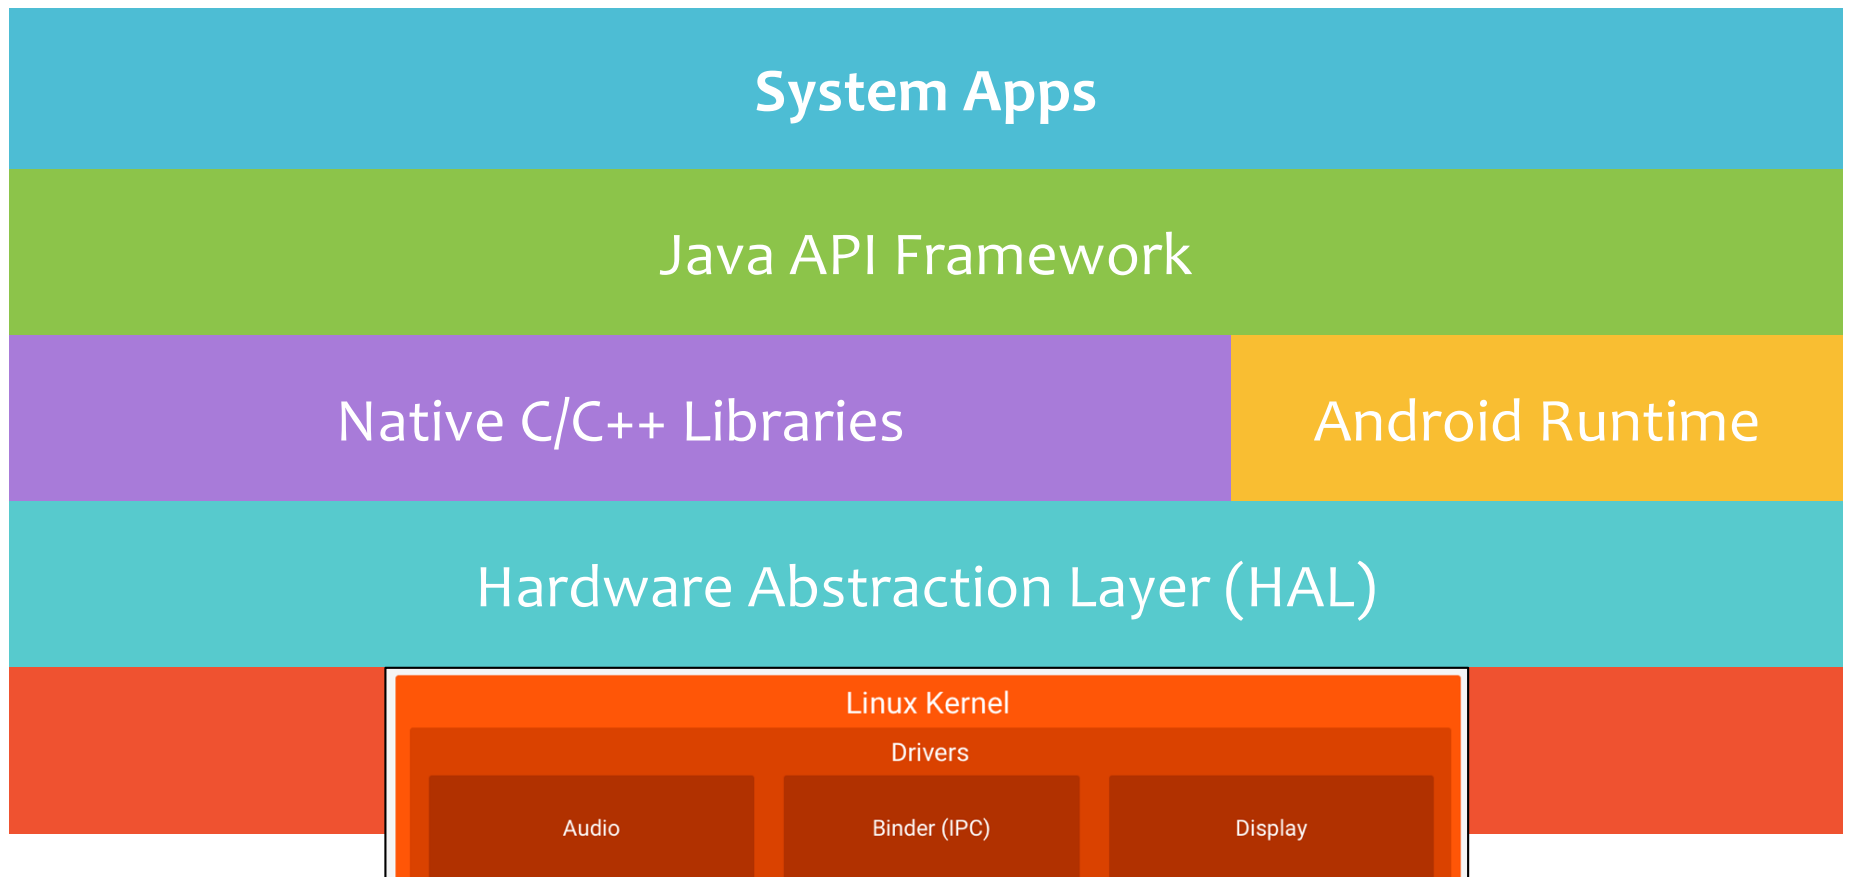 System Apps
Java API Framework
Native C/C++ Libraries
Android Runtime
Hardware Abstraction Layer (HAL)
Linux Kernel
Drivers
Audio
Binder (IPC)
Display